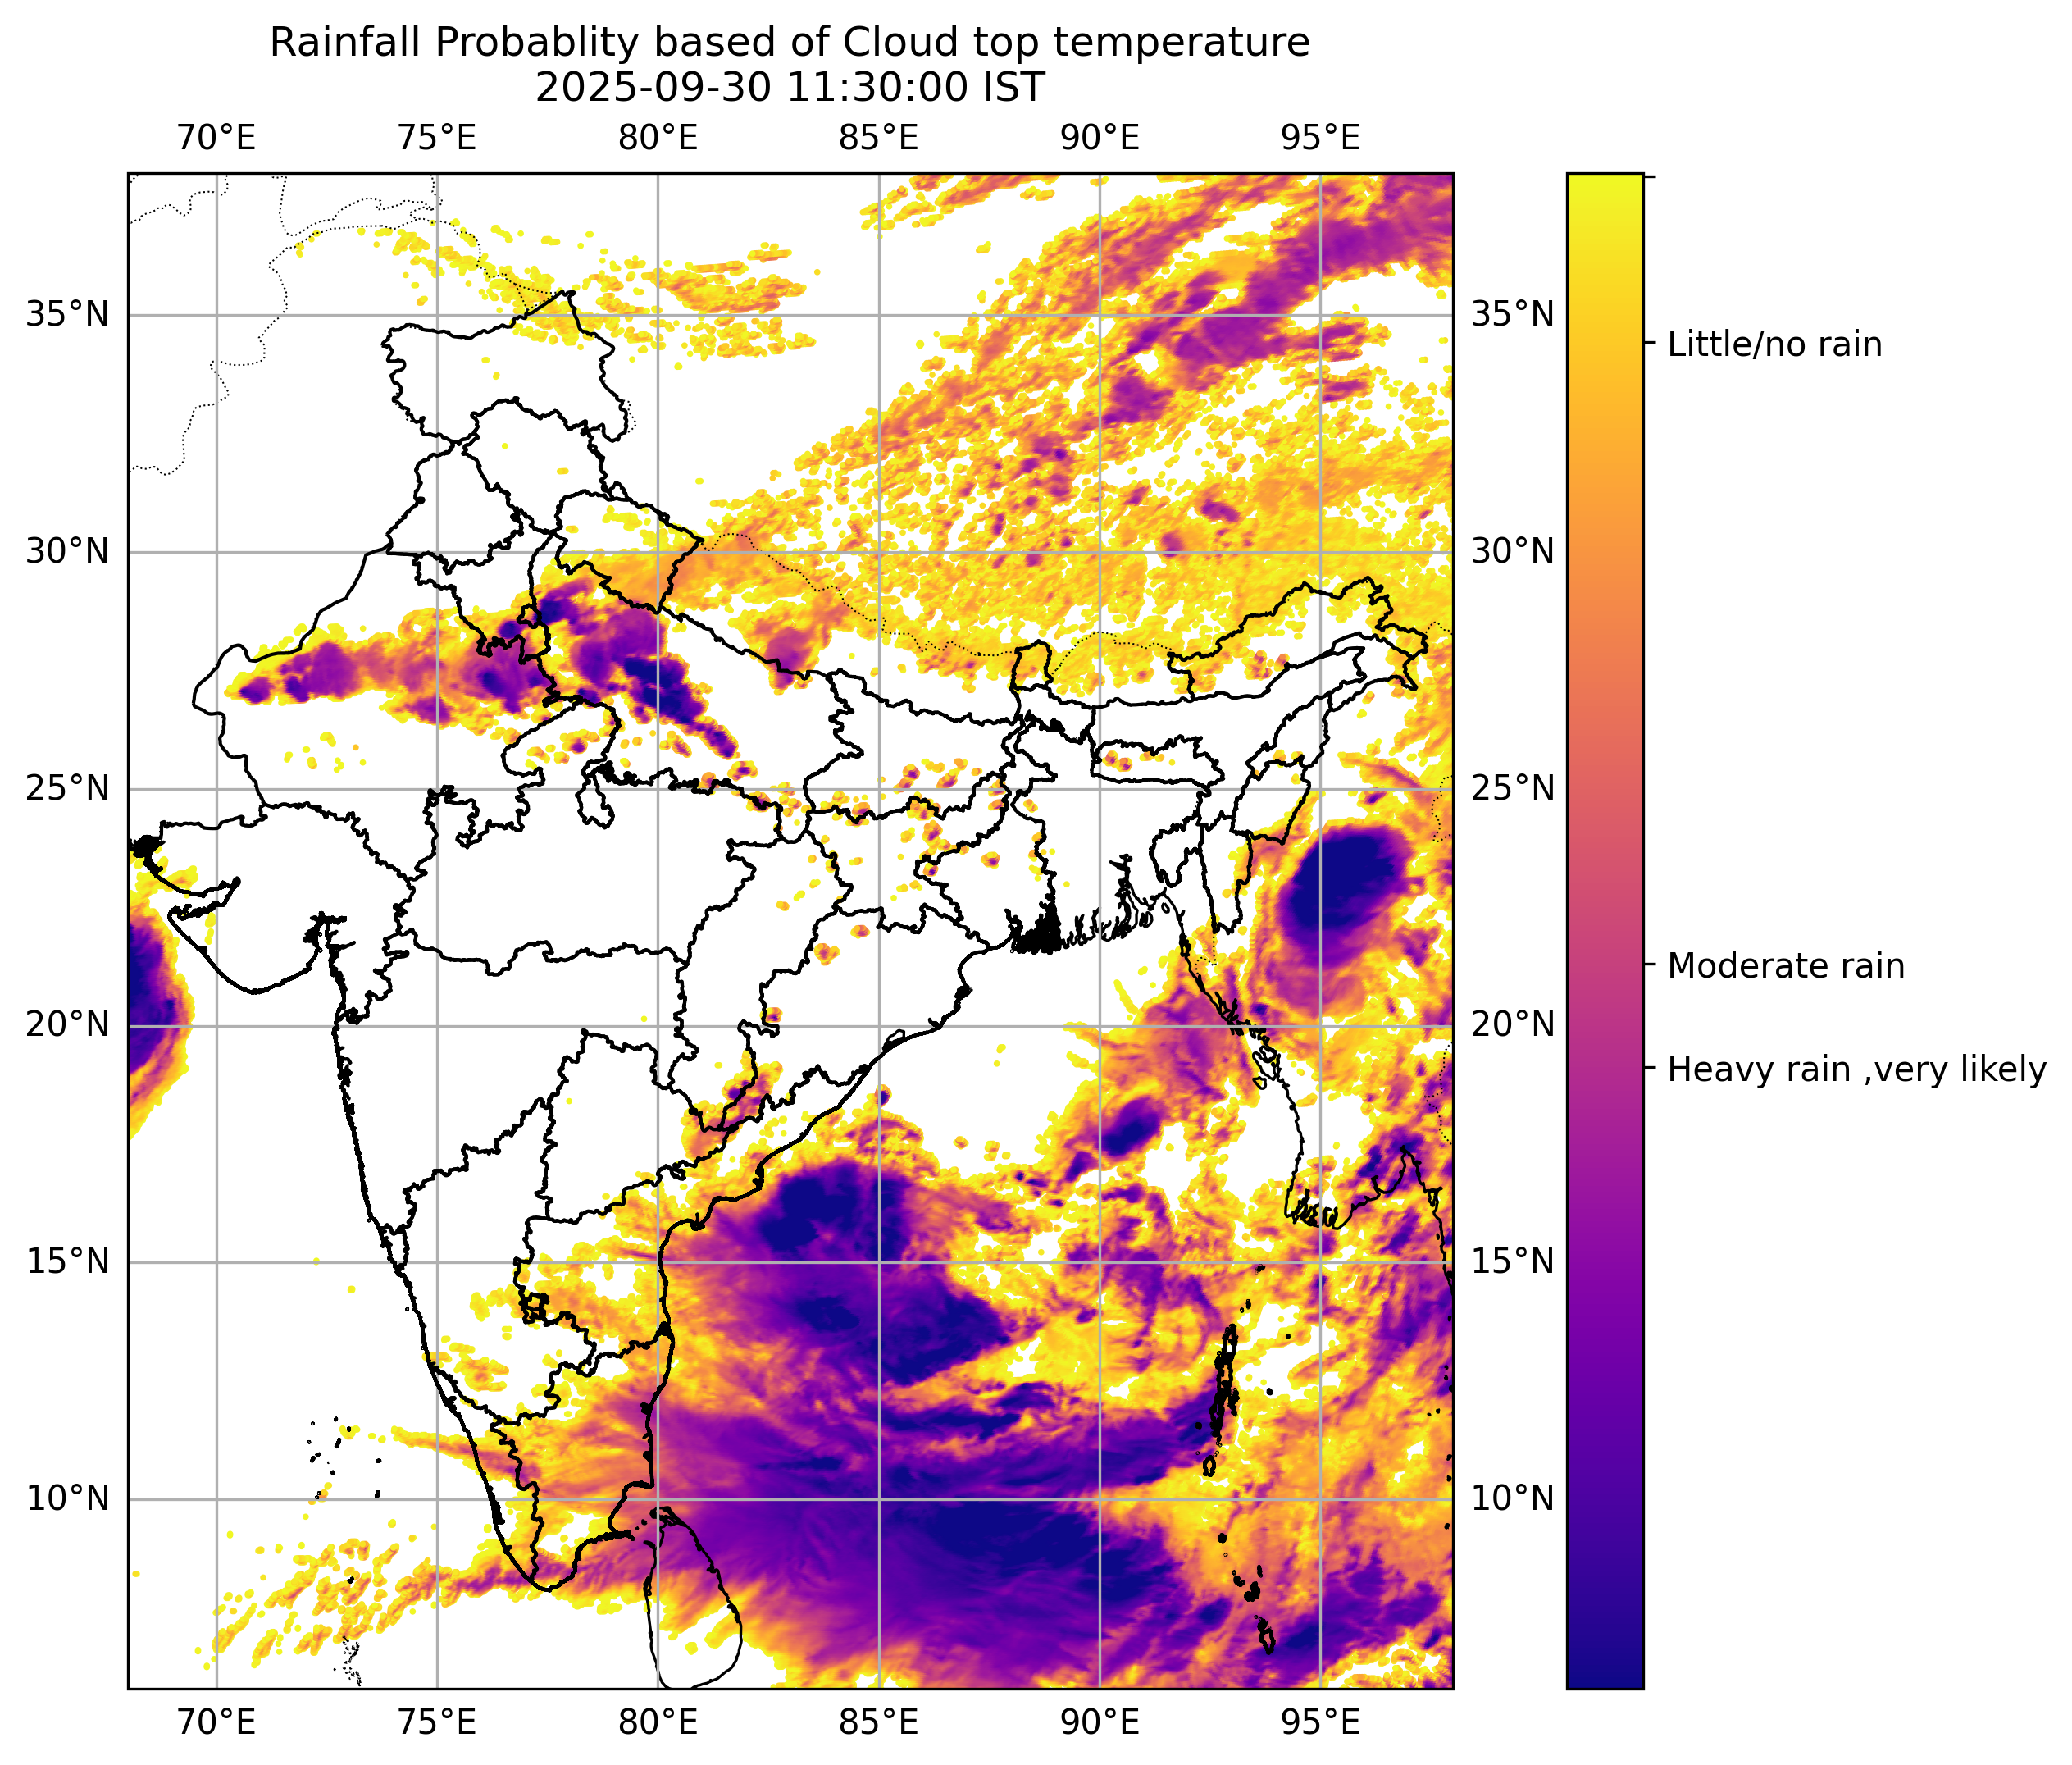 Rainfall Probablity based of Cloud top temperature
2025-09-30 11:30:00 IST
70°E 75°E 80°E 85°E 90°E 95°E
35°N 35°N
Little/no rain
30°N 30°N
25°N 25°N
Moderate rain
20°N 20°N
Heavy rain ,very likely
15°N 15°N
10°N 10°N
70°E 75°E 80°E 85°E 90°E 95°E